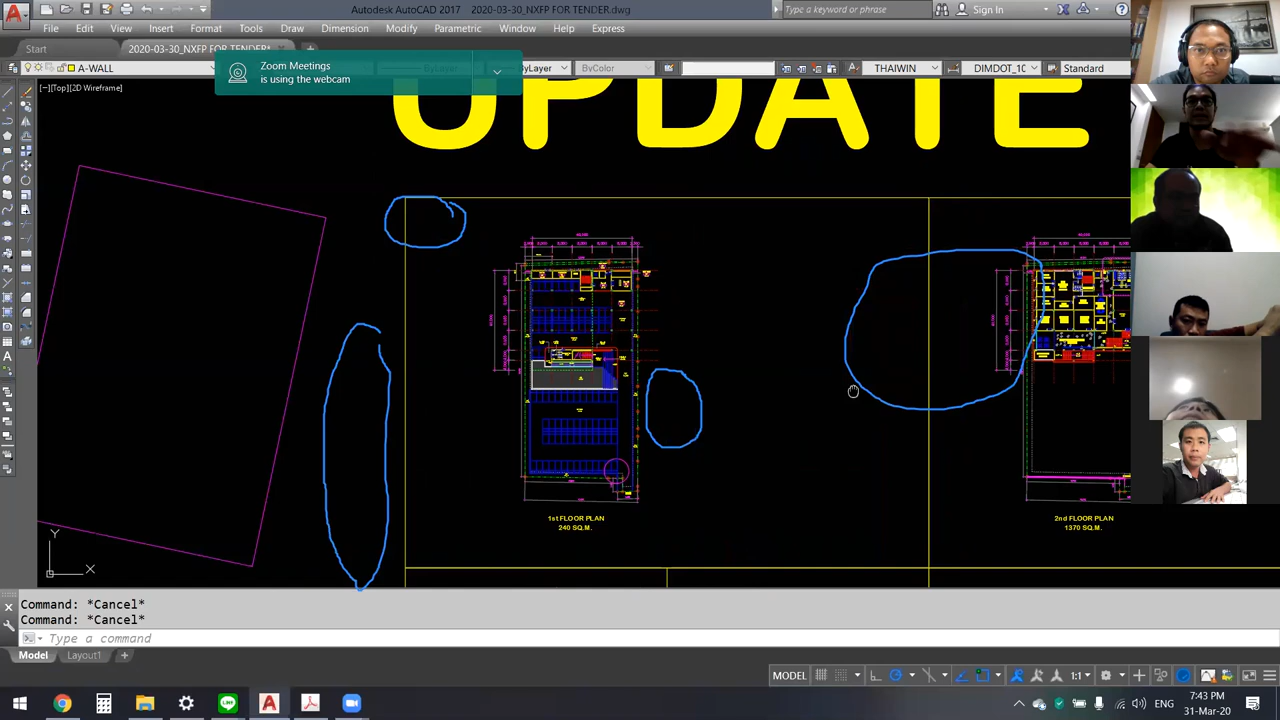 Autodesk AutoCAD 2017 2020-03-30_NXFP FOR TENDER.dwg
Type a keyword or phrase
Sign In
File Edit View Insert Format Tools Draw Dimension Modify Parametric Window Help Express
Start
2020-03-30_NXFP FOR TENDER*
Zoom Meetings
is using the webcam
A-WALL
ByLayer
ByLayer
ByColor
THAIWIN
DIMDOT_10
Standard
[−][Top][2D Wireframe]
UPDATE
1st FLOOR PLAN
240 SQ.M.
2nd FLOOR PLAN
1370 SQ.M.
Y
X
Command: *Cancel*
Command: *Cancel*
Type a command
Model
Layout1
MODEL
1:1
ENG
7:43 PM
31-Mar-20